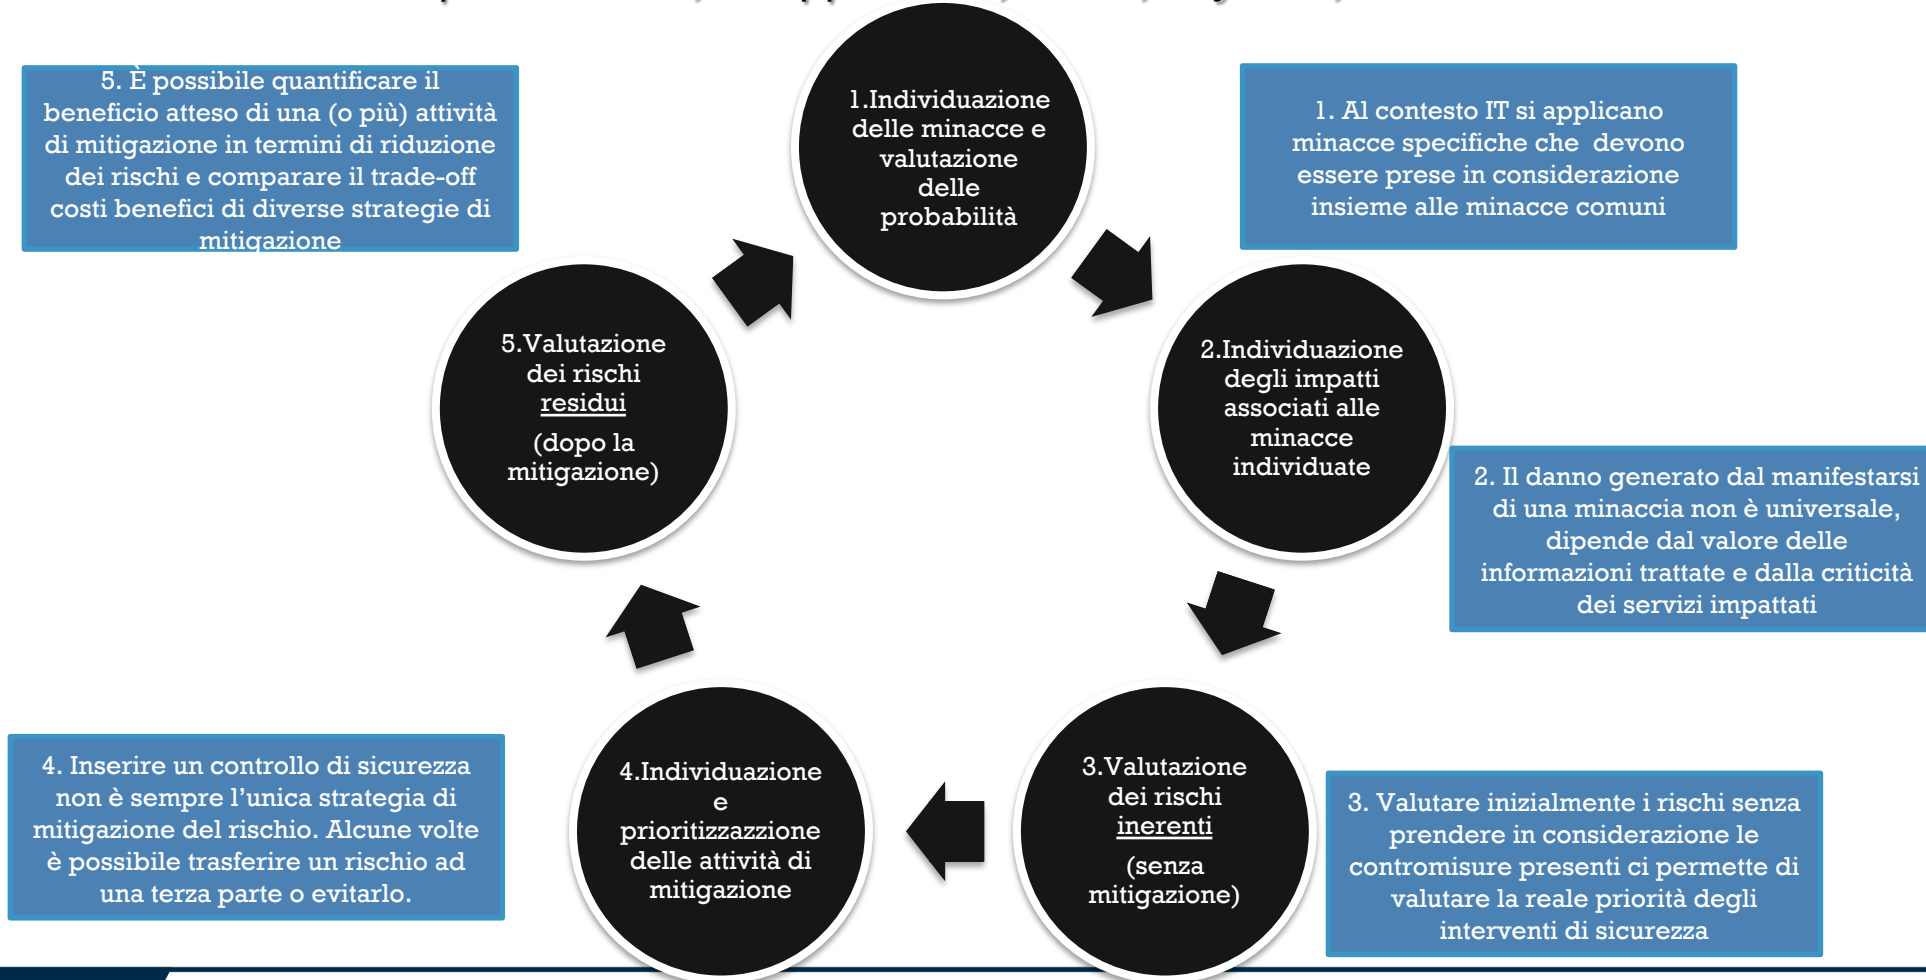 5. È possibile quantificare il
beneficio atteso di una (o più) attività
di mitigazione in termini di riduzione
dei rischi e comparare il trade-off
costi benefici di diverse strategie di
mitigazione
1.Individuazione
delle minacce e
valutazione
delle
probabilità
1. Al contesto IT si applicano
minacce specifiche che devono
essere prese in considerazione
insieme alle minacce comuni
5.Valutazione
dei rischi
residui
(dopo la
mitigazione)
2.Individuazione
degli impatti
associati alle
minacce
individuate
2. Il danno generato dal manifestarsi
di una minaccia non è universale,
dipende dal valore delle
informazioni trattate e dalla criticità
dei servizi impattati
4. Inserire un controllo di sicurezza
non è sempre l’unica strategia di
mitigazione del rischio. Alcune volte
è possibile trasferire un rischio ad
una terza parte o evitarlo.
4.Individuazione
e
prioritizzazzione
delle attività di
mitigazione
3.Valutazione
dei rischi
inerenti
(senza
mitigazione)
3. Valutare inizialmente i rischi senza
prendere in considerazione le
contromisure presenti ci permette di
valutare la reale priorità degli
interventi di sicurezza